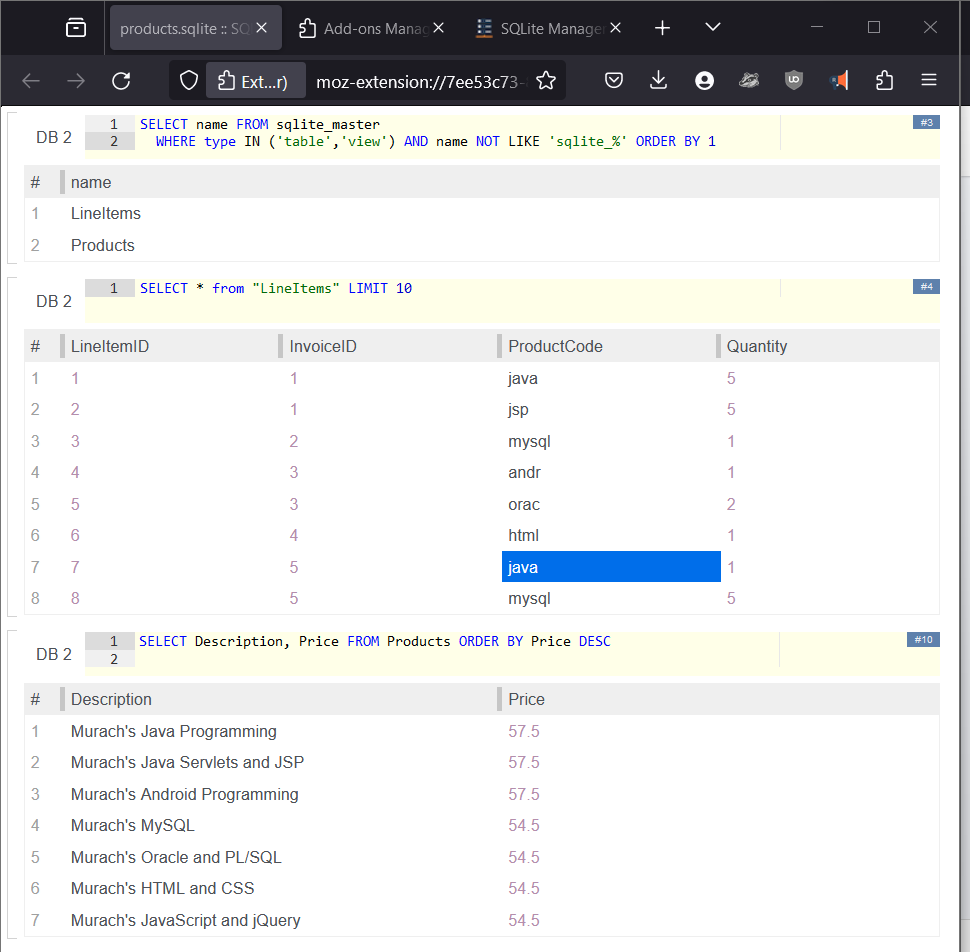 products.sqlite :: SQ
Add-ons Manag
SQLite Manage
Ext...r)
moz-extension://7ee53c73-
DB 2
1 SELECT name FROM sqlite_master
2 WHERE type IN ('table','view') AND name NOT LIKE 'sqlite_%' ORDER BY 1
#3
# name
1 LineItems
2 Products
DB 2
1 SELECT * from "LineItems" LIMIT 10
#4
# LineItemID InvoiceID ProductCode Quantity
1 1 1 java 5
2 2 1 jsp 5
3 3 2 mysql 1
4 4 3 andr 1
5 5 3 orac 2
6 6 4 html 1
7 7 5 java 1
8 8 5 mysql 5
DB 2
1 SELECT Description, Price FROM Products ORDER BY Price DESC
2
#10
# Description Price
1 Murach's Java Programming 57.5
2 Murach's Java Servlets and JSP 57.5
3 Murach's Android Programming 57.5
4 Murach's MySQL 54.5
5 Murach's Oracle and PL/SQL 54.5
6 Murach's HTML and CSS 54.5
7 Murach's JavaScript and jQuery 54.5